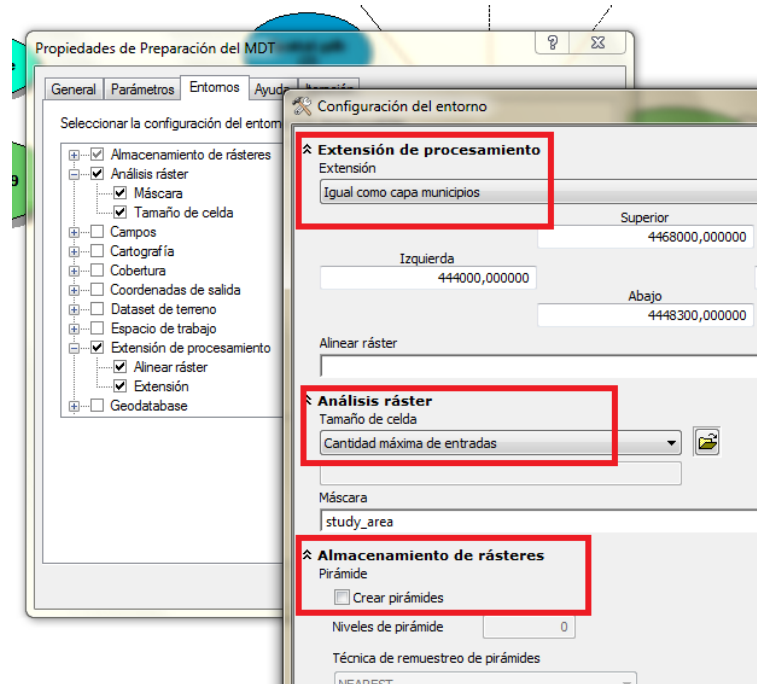 Propiedades de Preparación del MDT
General Parámetros Entornos Ayuda Iteración
Seleccionar la configuración del entorn
Almacenamiento de rásteres
Análisis ráster
Máscara
Tamaño de celda
Campos
Cartografía
Cobertura
Coordenadas de salida
Dataset de terreno
Espacio de trabajo
Extensión de procesamiento
Alinear ráster
Extensión
Geodatabase
Configuración del entorno
Extensión de procesamiento
Extensión
Igual como capa municipios
Superior
4468000,000000
Izquierda
444000,000000
Abajo
4448300,000000
Alinear ráster
Análisis ráster
Tamaño de celda
Cantidad máxima de entradas
Máscara
study_area
Almacenamiento de rásteres
Pirámide
Crear pirámides
Niveles de pirámide 0
Técnica de remuestreo de pirámides
NEAREST